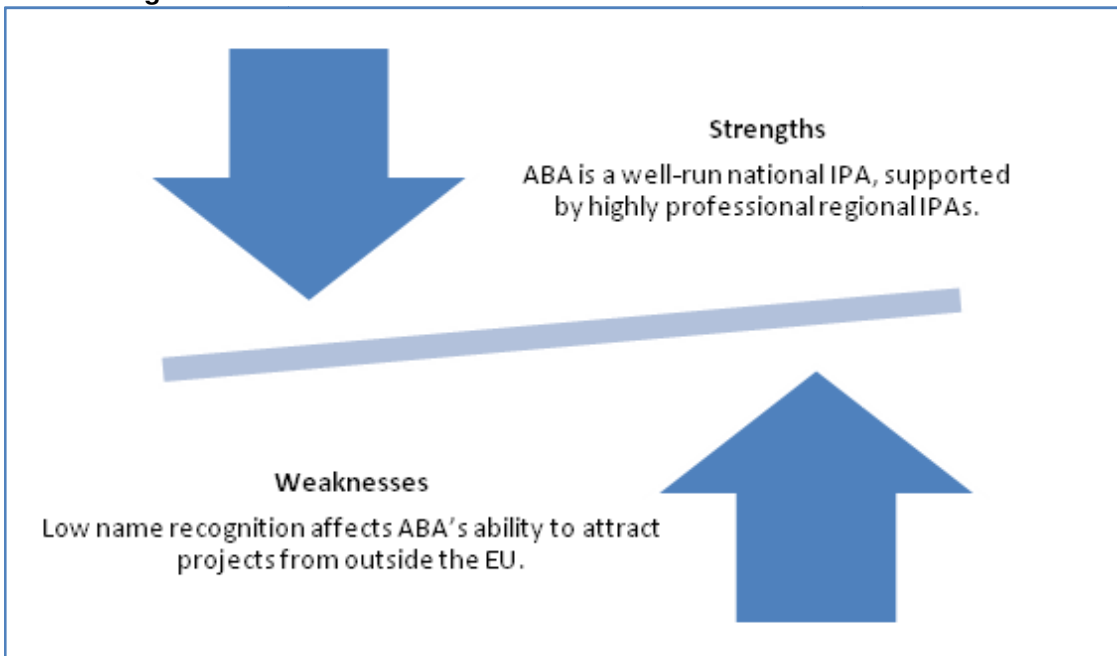 Strengths
ABA is a well-run national IPA, supported
by highly professional regional IPAs.
Weaknesses
Low name recognition affects ABA's ability to attract
projects from outside the EU.